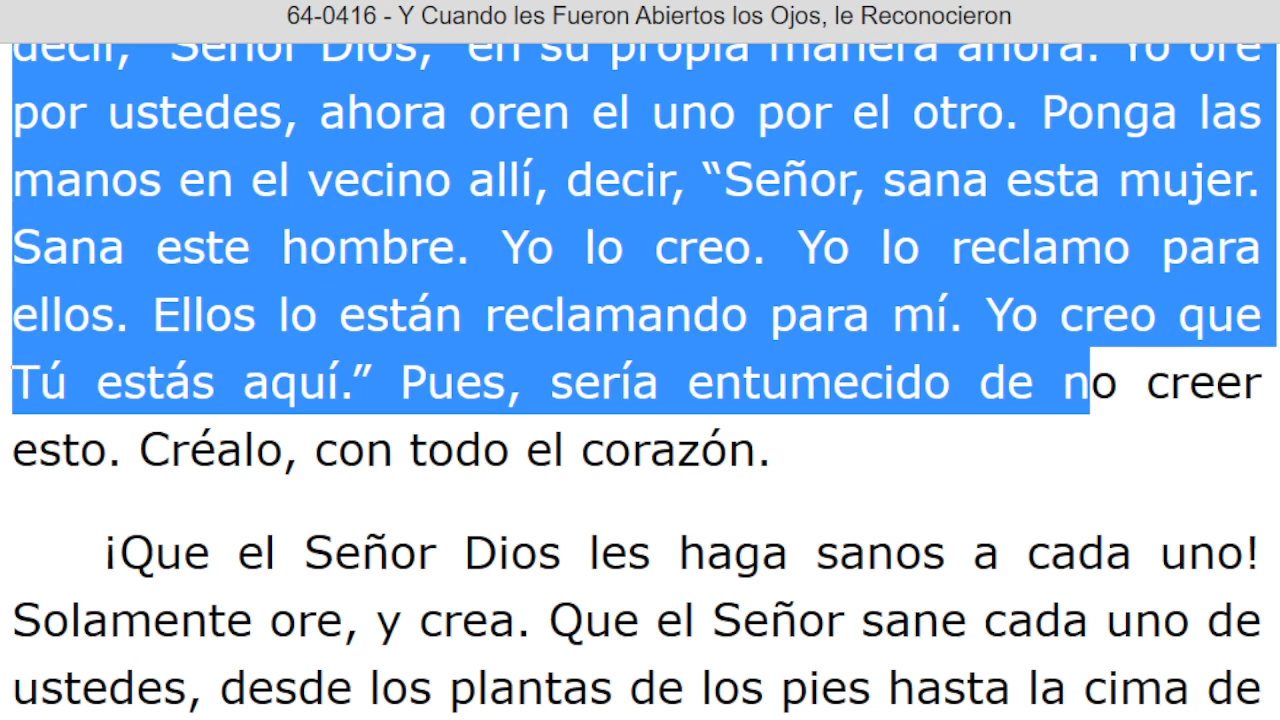 64-0416 - Y Cuando les Fueron Abiertos los Ojos, le Reconocieron
decir, “Señor Dios,” en su propia manera ahora. Yo oré
por ustedes, ahora oren el uno por el otro. Ponga las
manos en el vecino allí, decir, “Señor, sana esta mujer.
Sana este hombre. Yo lo creo. Yo lo reclamo para
ellos. Ellos lo están reclamando para mí. Yo creo que
Tú estás aquí.” Pues, sería entumecido de no creer
esto. Créalo, con todo el corazón.
¡Que el Señor Dios les haga sanos a cada uno!
Solamente ore, y crea. Que el Señor sane cada uno de
ustedes, desde los plantas de los pies hasta la cima de